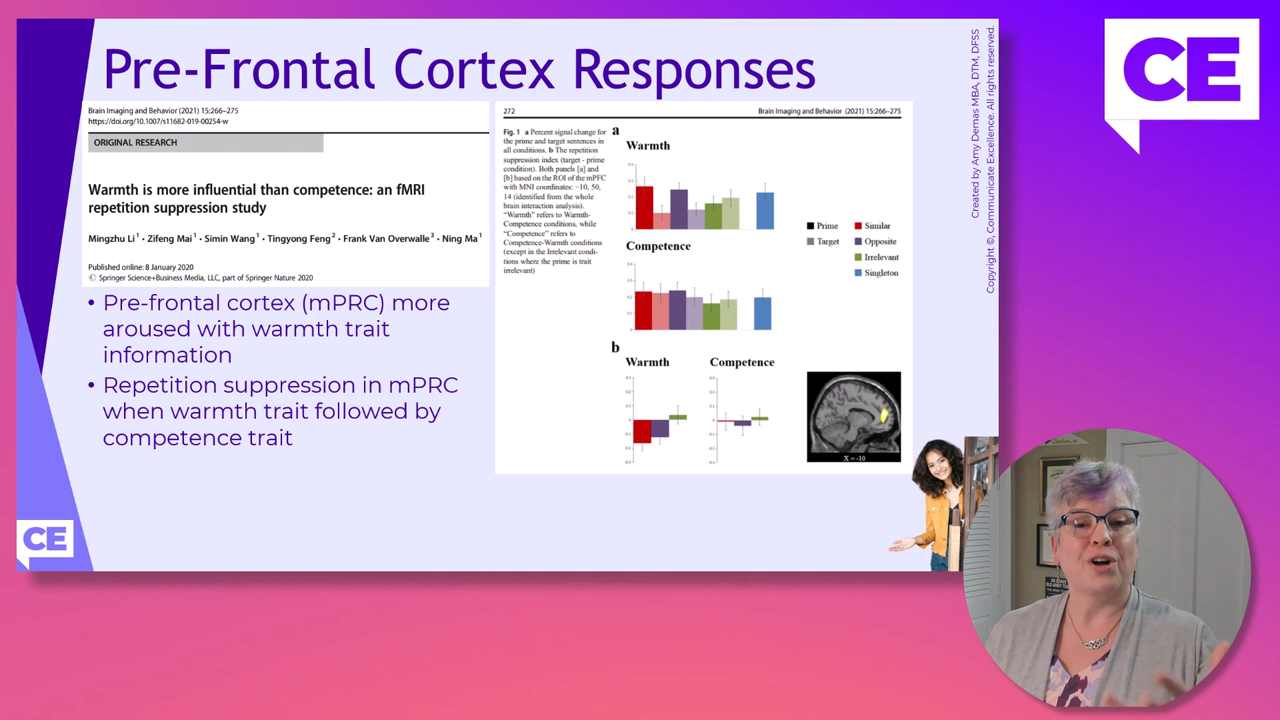 Pre-Frontal Cortex Responses
Brain Imaging and Behavior (2021) 15:266–275
https://doi.org/10.1007/s11682-019-00254-w
ORIGINAL RESEARCH
Warmth is more influential than competence: an fMRI
repetition suppression study
Mingzhu Li1 · Zifeng Mai1 · Simin Wang1 · Tingyong Feng2 · Frank Van Overwalle3 · Ning Ma1
Published online: 8 January 2020
© Springer Science+Business Media, LLC, part of Springer Nature 2020
• Pre-frontal cortex (mPRC) more
aroused with warmth trait
information
• Repetition suppression in mPRC
when warmth trait followed by
competence trait
272
Brain Imaging and Behavior (2021) 15:266–275
Fig. 1 a Percent signal change for
the prime and target sentences in
all conditions. b The repetition
suppression index (target - prime
condition). Both panels [a] and
[b] based on the ROI of the mPFC
with MNI coordinates: −10, 50,
14 (identified from the whole
brain interaction analysis).
“Warmth” refers to Warmth-
Competence conditions, while
“Competence” refers to
Competence-Warmth conditions
(except in the Irrelevant condi-
tions where the prime is trait
irrelevant)
a
Warmth
Competence
Prime
Similar
Target
Opposite
Irrelevant
Singleton
b
Warmth
Competence
X = -10
Created by Amy Demas MBA, DTM, DFSS
Copyright ©, Communicate Excellence. All rights reserved.
CE
CE